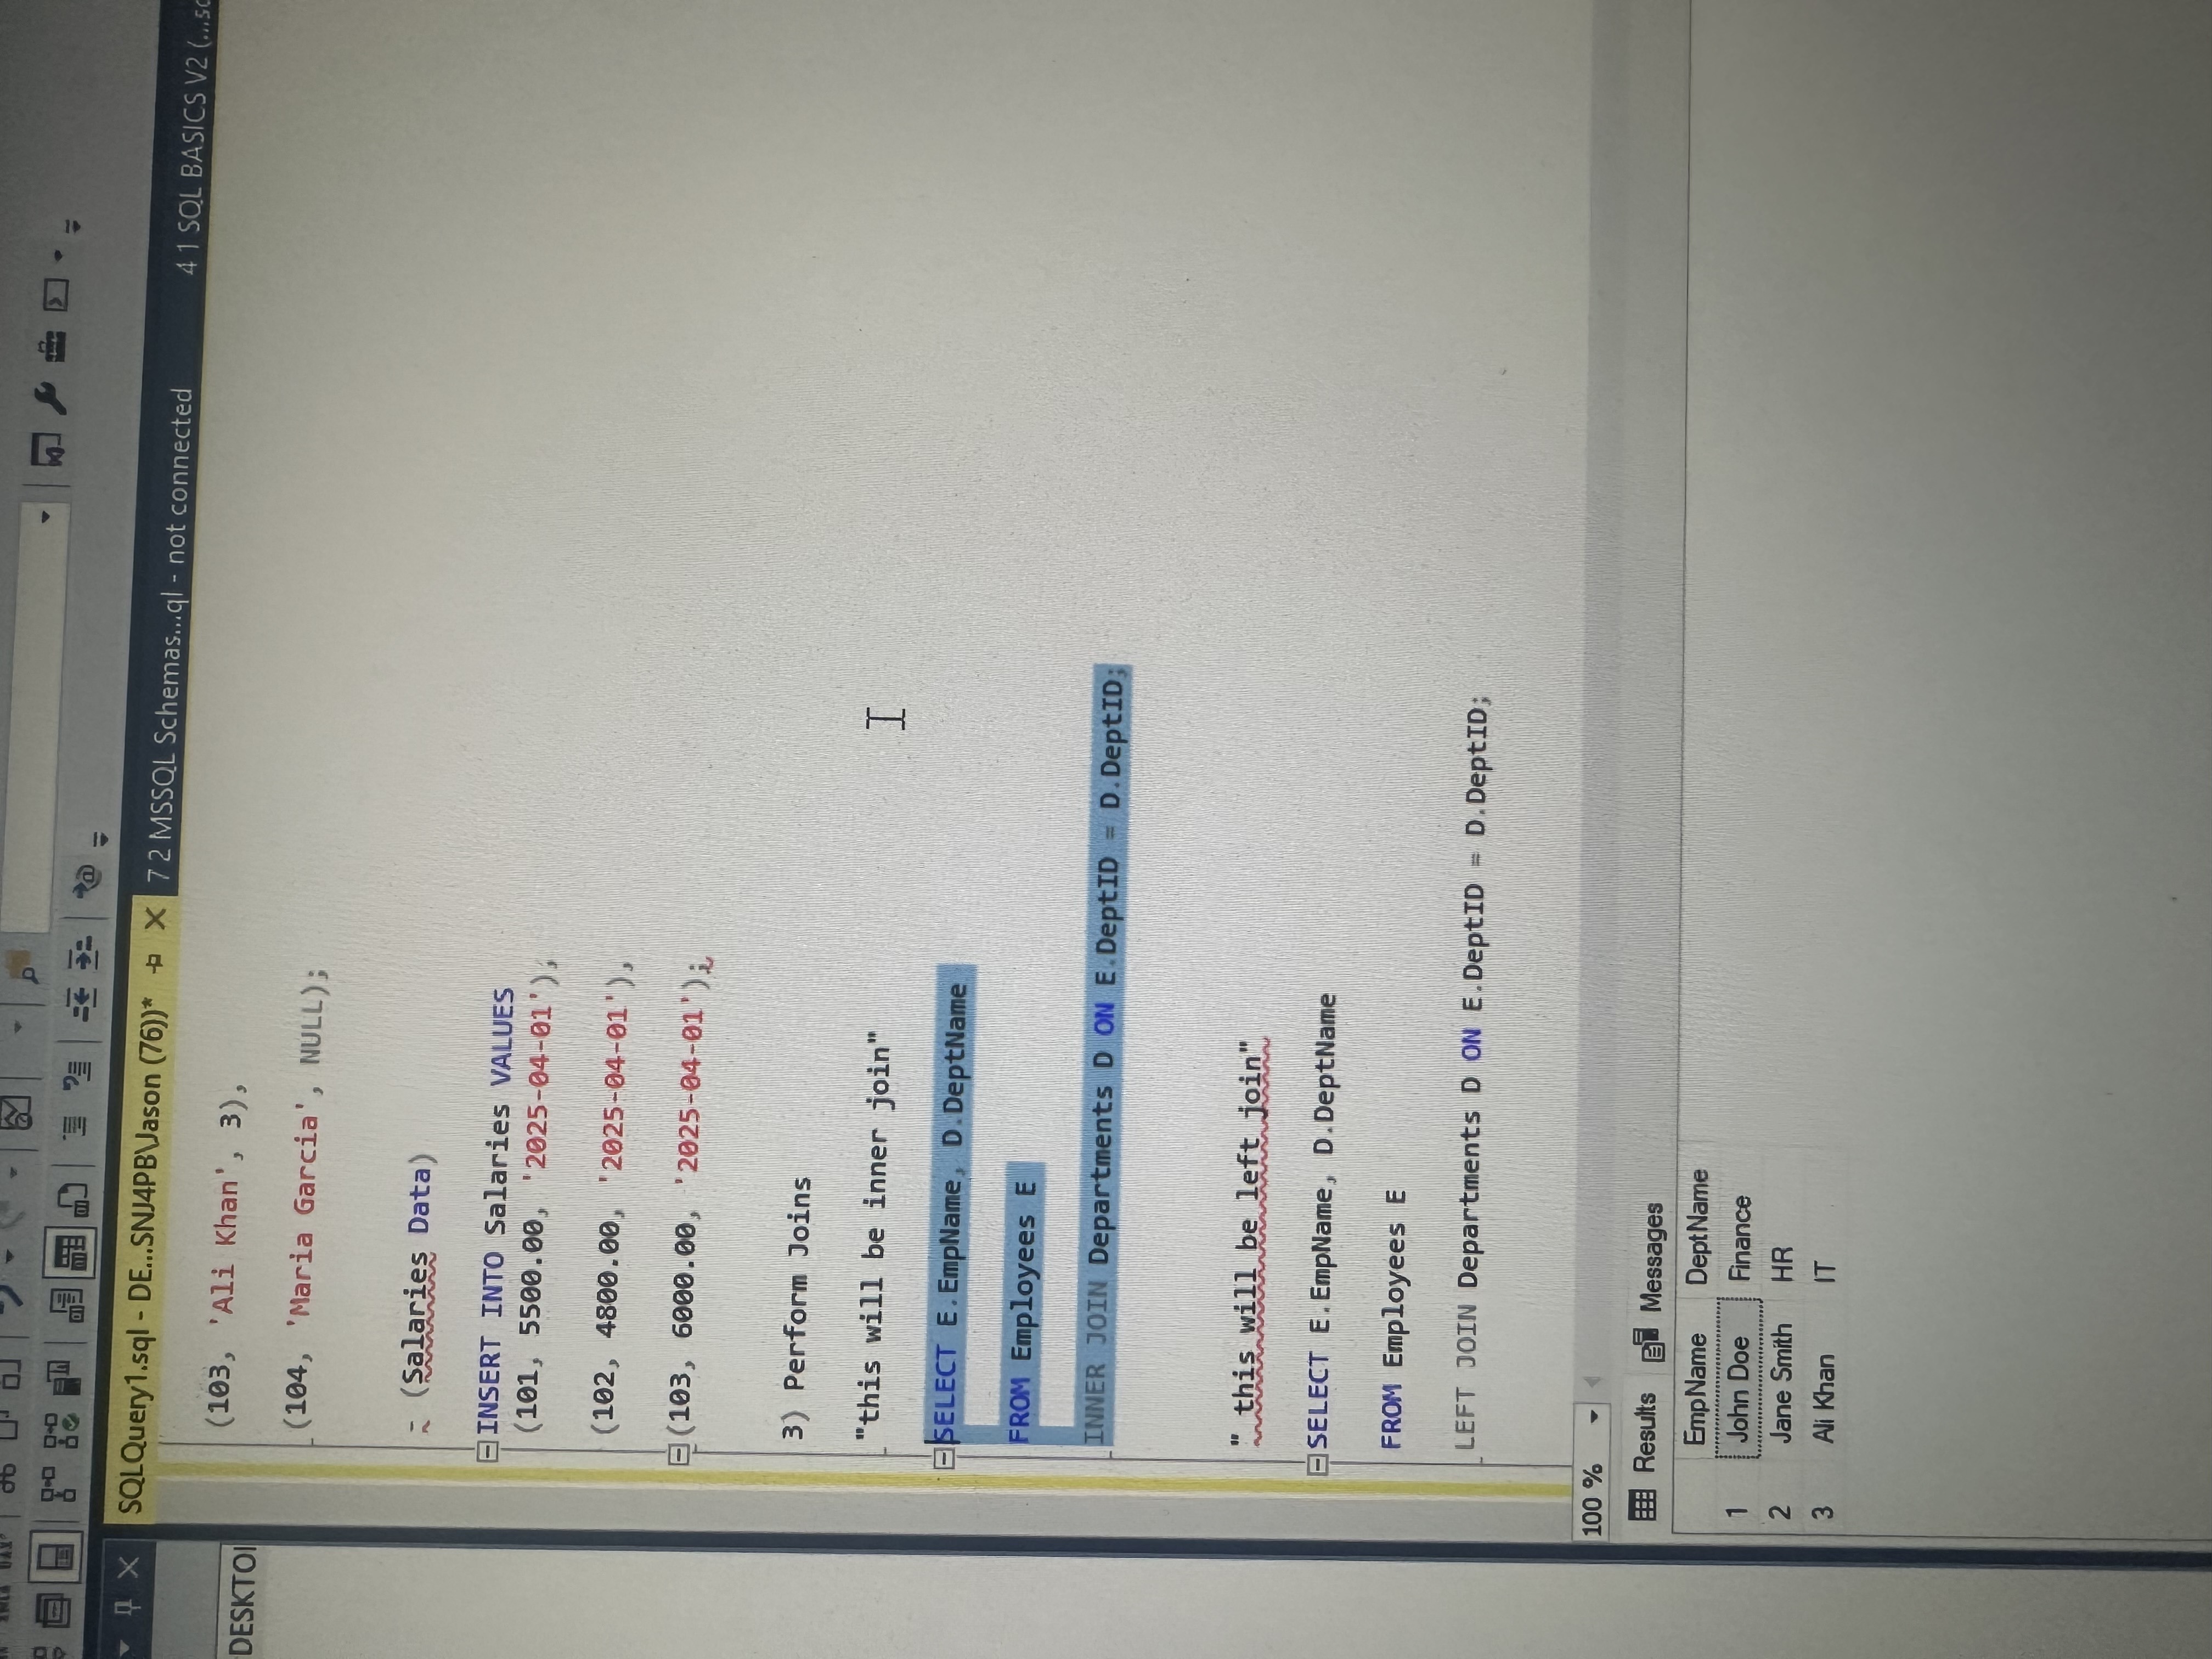 SQLQuery1.sql - DE...SNJ4PB\Jason (76))*
7 2 MSSQL Schemas...ql - not connected
4 1 SQL BASICS V2 (...sc
DESKTOI
(103, 'Ali Khan', 3),
(104, 'Maria Garcia', NULL);
- (Salaries Data)
INSERT INTO Salaries VALUES
(101, 5500.00, '2025-04-01'),
(102, 4800.00, '2025-04-01'),
(103, 6000.00, '2025-04-01');
3) Perform Joins
"this will be inner join"
SELECT E.EmpName, D.DeptName
FROM Employees E
INNER JOIN Departments D ON E.DeptID = D.DeptID;
" this will be left join"
SELECT E.EmpName, D.DeptName
FROM Employees E
LEFT JOIN Departments D ON E.DeptID = D.DeptID;
100 %
Results Messages
EmpName DeptName
1 John Doe Finance
2 Jane Smith HR
3 Ali Khan IT